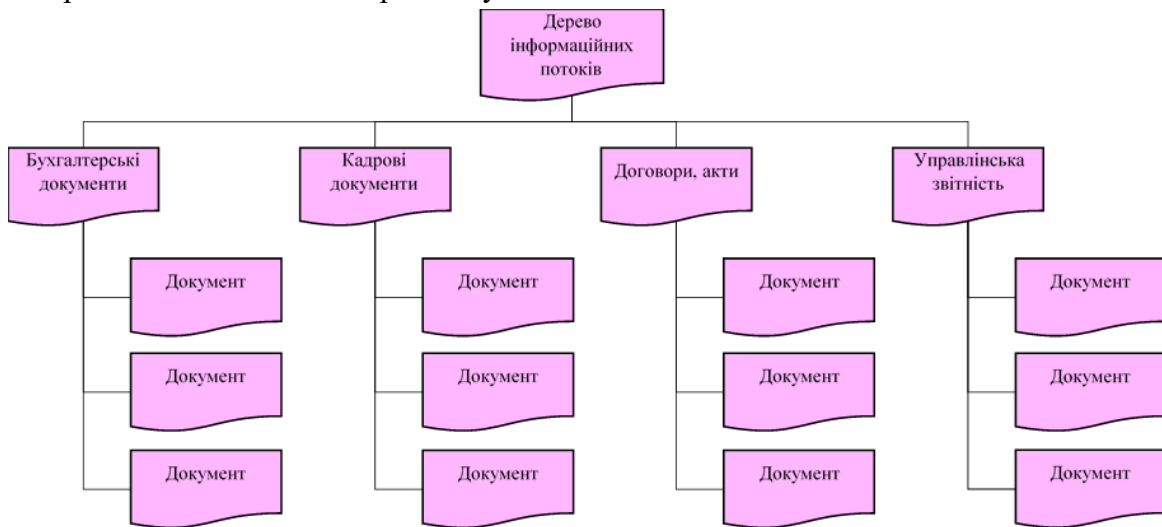 Дерево
інформаційних
потоків
Бухгалтерські
документи
Кадрові
документи
Договори, акти
Управлінська
звітність
Документ
Документ
Документ
Документ
Документ
Документ
Документ
Документ
Документ
Документ
Документ
Документ